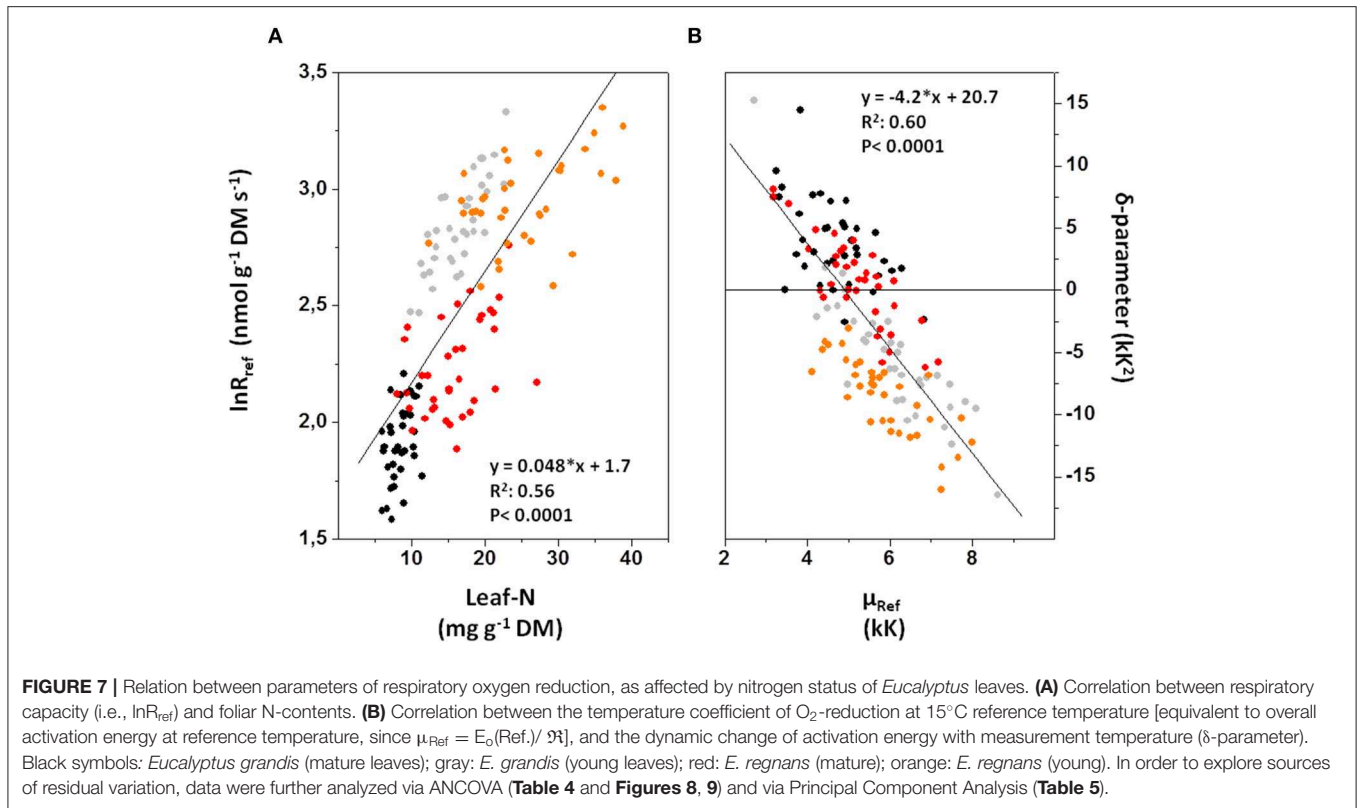 A
3,5
3,0
2,5
2,0
1,5
lnR_ref (nmol g⁻¹ DM s⁻¹)
y = 0.048*x + 1.7
R²: 0.56
P< 0.0001
10 20 30 40
Leaf-N
(mg g⁻¹ DM)
B
y = -4.2*x + 20.7
R²: 0.60
P< 0.0001
15
10
5
0
-5
-10
-15
δ-parameter (kK²)
2 4 6 8
μ_Ref
(kK)
FIGURE 7 | Relation between parameters of respiratory oxygen reduction, as affected by nitrogen status of Eucalyptus leaves. (A) Correlation between respiratory
capacity (i.e., lnR_ref) and foliar N-contents. (B) Correlation between the temperature coefficient of O₂-reduction at 15°C reference temperature [equivalent to overall
activation energy at reference temperature, since μ_Ref = E_o(Ref.)/ ℜ], and the dynamic change of activation energy with measurement temperature (δ-parameter).
Black symbols: Eucalyptus grandis (mature leaves); gray: E. grandis (young leaves); red: E. regnans (mature); orange: E. regnans (young). In order to explore sources
of residual variation, data were further analyzed via ANCOVA (Table 4 and Figures 8, 9) and via Principal Component Analysis (Table 5).